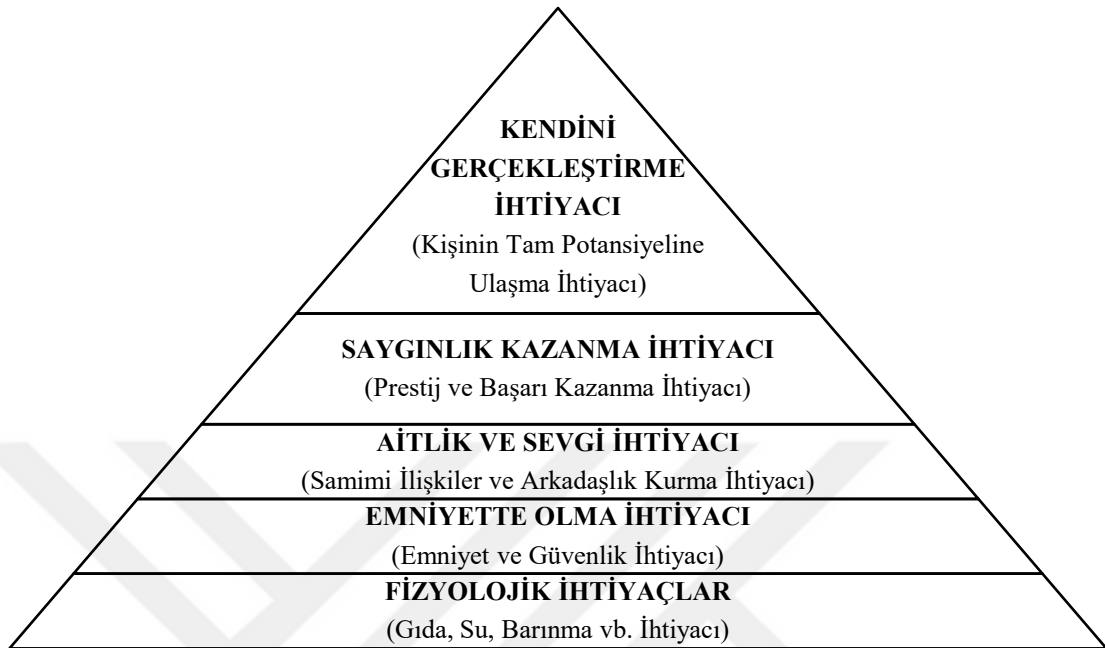 KENDİNİ
GERÇEKLEŞTİRME
İHTİYACI
(Kişinin Tam Potansiyeline
Ulaşma İhtiyacı)
SAYGINLIK KAZANMA İHTİYACI
(Prestij ve Başarı Kazanma İhtiyacı)
AİTLİK VE SEVGİ İHTİYACI
(Samimi İlişkiler ve Arkadaşlık Kurma İhtiyacı)
EMNİYETTE OLMA İHTİYACI
(Emniyet ve Güvenlik İhtiyacı)
FİZYOLOJİK İHTİYAÇLAR
(Gıda, Su, Barınma vb. İhtiyacı)